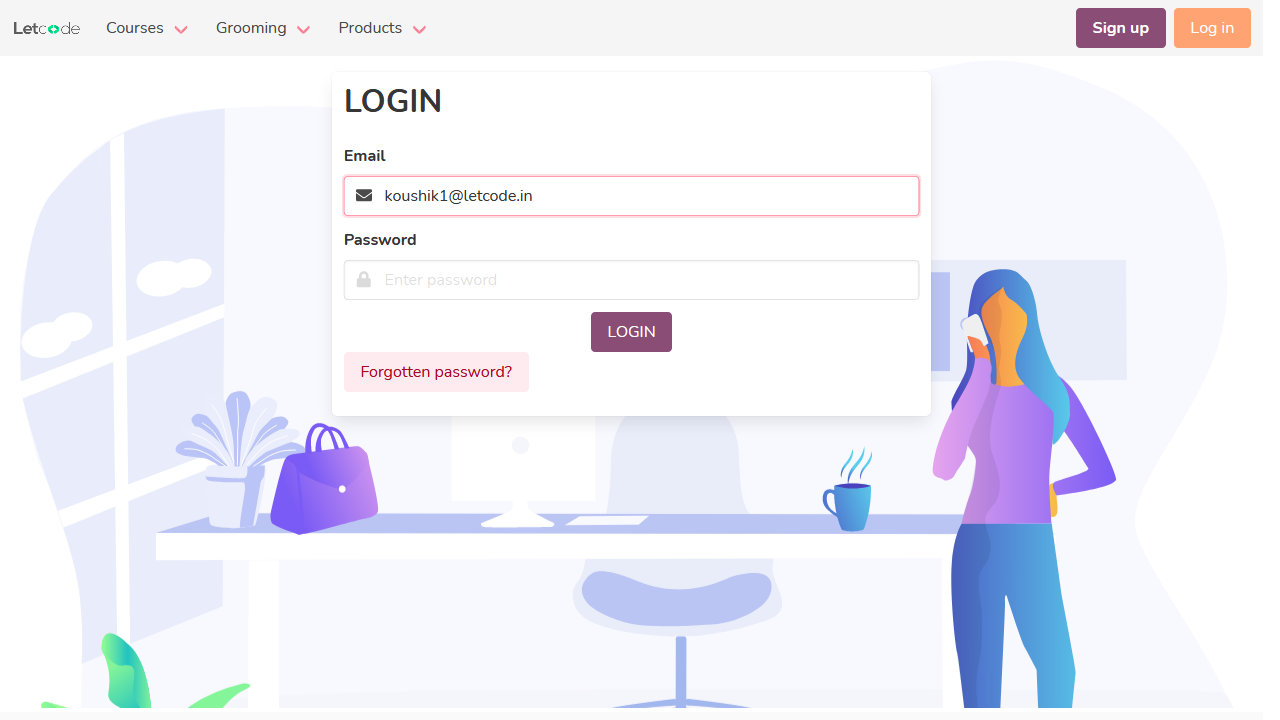 Letcode Courses Grooming Products Sign up Log in
LOGIN
Email
koushik1@letcode.in
Password
Enter password
LOGIN
Forgotten password?